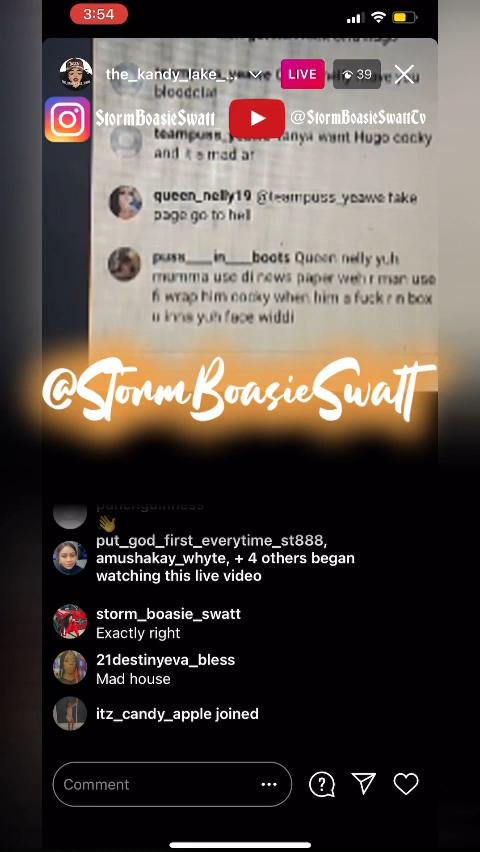 3:54
the_kandy_lake_...
LIVE
39
bloodclat
StormBoasieSwatt
@StormBoasieSwattTv
want Hugo cocky
and it s mad ar
queen_nelly19 @teampuss_yeawe fake
page go to hell
puss___in___boots Queen nelly yuh
mumma use di news paper weh r man use
fi wrap him cocky when him a fuck r n box
u inna yuh face widdi
@StormBoasieSwatt
👋
put_god_first_everytime_st888,
amushakay_whyte, + 4 others began
watching this live video
storm_boasie_swatt
Exactly right
21destinyeva_bless
Mad house
itz_candy_apple joined
Comment